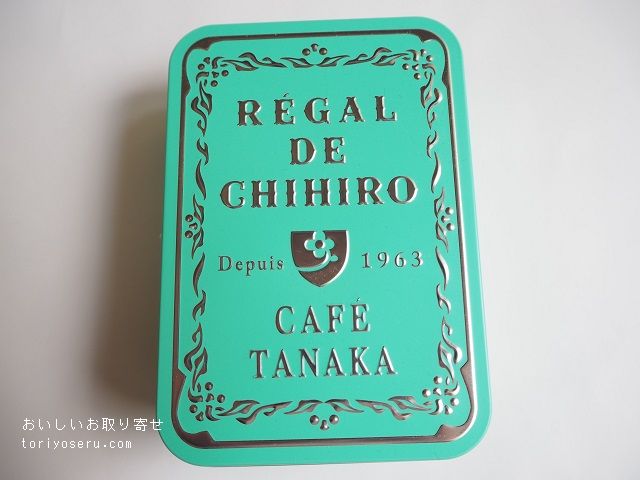 RÉGAL
DE
CHIHIRO
Depuis 1963
CAFÉ
TANAKA
おいしいお取り寄せ
toriyoseru.com